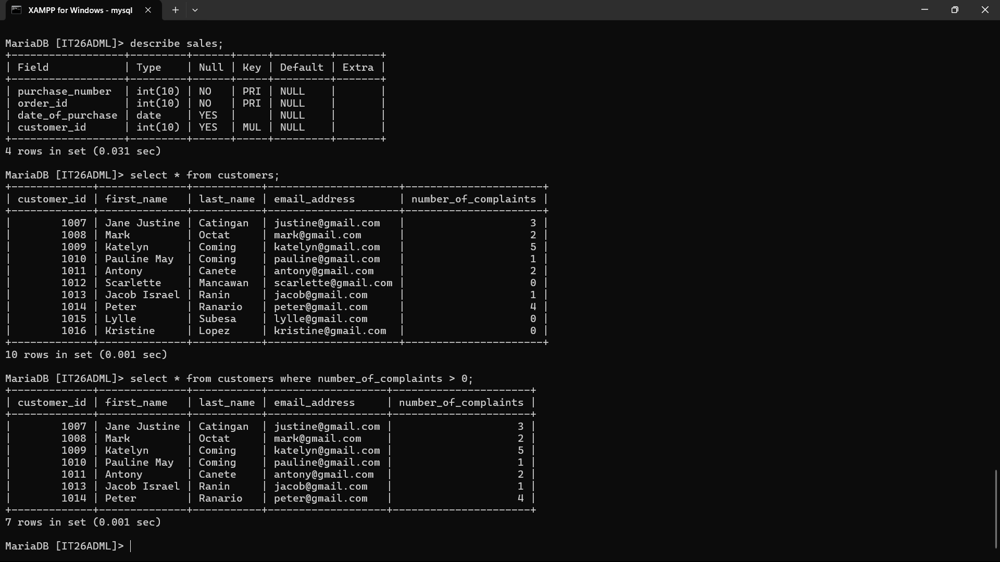 XAMPP for Windows - mysql
MariaDB [IT26ADML]> describe sales;
+------------------+---------+------+-----+---------+-------+
| Field            | Type    | Null | Key | Default | Extra |
+------------------+---------+------+-----+---------+-------+
| purchase_number  | int(10) | NO   | PRI | NULL    |       |
| order_id         | int(10) | NO   | PRI | NULL    |       |
| date_of_purchase | date    | YES  |     | NULL    |       |
| customer_id      | int(10) | YES  | MUL | NULL    |       |
+------------------+---------+------+-----+---------+-------+
4 rows in set (0.031 sec)
MariaDB [IT26ADML]> select * from customers;
+-------------+--------------+-----------+---------------------+----------------------+
| customer_id | first_name   | last_name | email_address       | number_of_complaints |
+-------------+--------------+-----------+---------------------+----------------------+
|        1007 | Jane Justine | Catingan  | justine@gmail.com   |                    3 |
|        1008 | Mark         | Octat     | mark@gmail.com      |                    2 |
|        1009 | Katelyn      | Coming    | katelyn@gmail.com   |                    5 |
|        1010 | Pauline May  | Coming    | pauline@gmail.com   |                    1 |
|        1011 | Antony       | Canete    | antony@gmail.com    |                    2 |
|        1012 | Scarlette    | Mancawan  | scarlette@gmail.com |                    0 |
|        1013 | Jacob Israel | Ranin     | jacob@gmail.com     |                    1 |
|        1014 | Peter        | Ranario   | peter@gmail.com     |                    4 |
|        1015 | Lylle        | Subesa    | lylle@gmail.com     |                    0 |
|        1016 | Kristine     | Lopez     | kristine@gmail.com  |                    0 |
+-------------+--------------+-----------+---------------------+----------------------+
10 rows in set (0.001 sec)
MariaDB [IT26ADML]> select * from customers where number_of_complaints > 0;
+-------------+--------------+-----------+-------------------+----------------------+
| customer_id | first_name   | last_name | email_address     | number_of_complaints |
+-------------+--------------+-----------+-------------------+----------------------+
|        1007 | Jane Justine | Catingan  | justine@gmail.com |                    3 |
|        1008 | Mark         | Octat     | mark@gmail.com    |                    2 |
|        1009 | Katelyn      | Coming    | katelyn@gmail.com |                    5 |
|        1010 | Pauline May  | Coming    | pauline@gmail.com |                    1 |
|        1011 | Antony       | Canete    | antony@gmail.com  |                    2 |
|        1013 | Jacob Israel | Ranin     | jacob@gmail.com   |                    1 |
|        1014 | Peter        | Ranario   | peter@gmail.com   |                    4 |
+-------------+--------------+-----------+-------------------+----------------------+
7 rows in set (0.001 sec)
MariaDB [IT26ADML]>